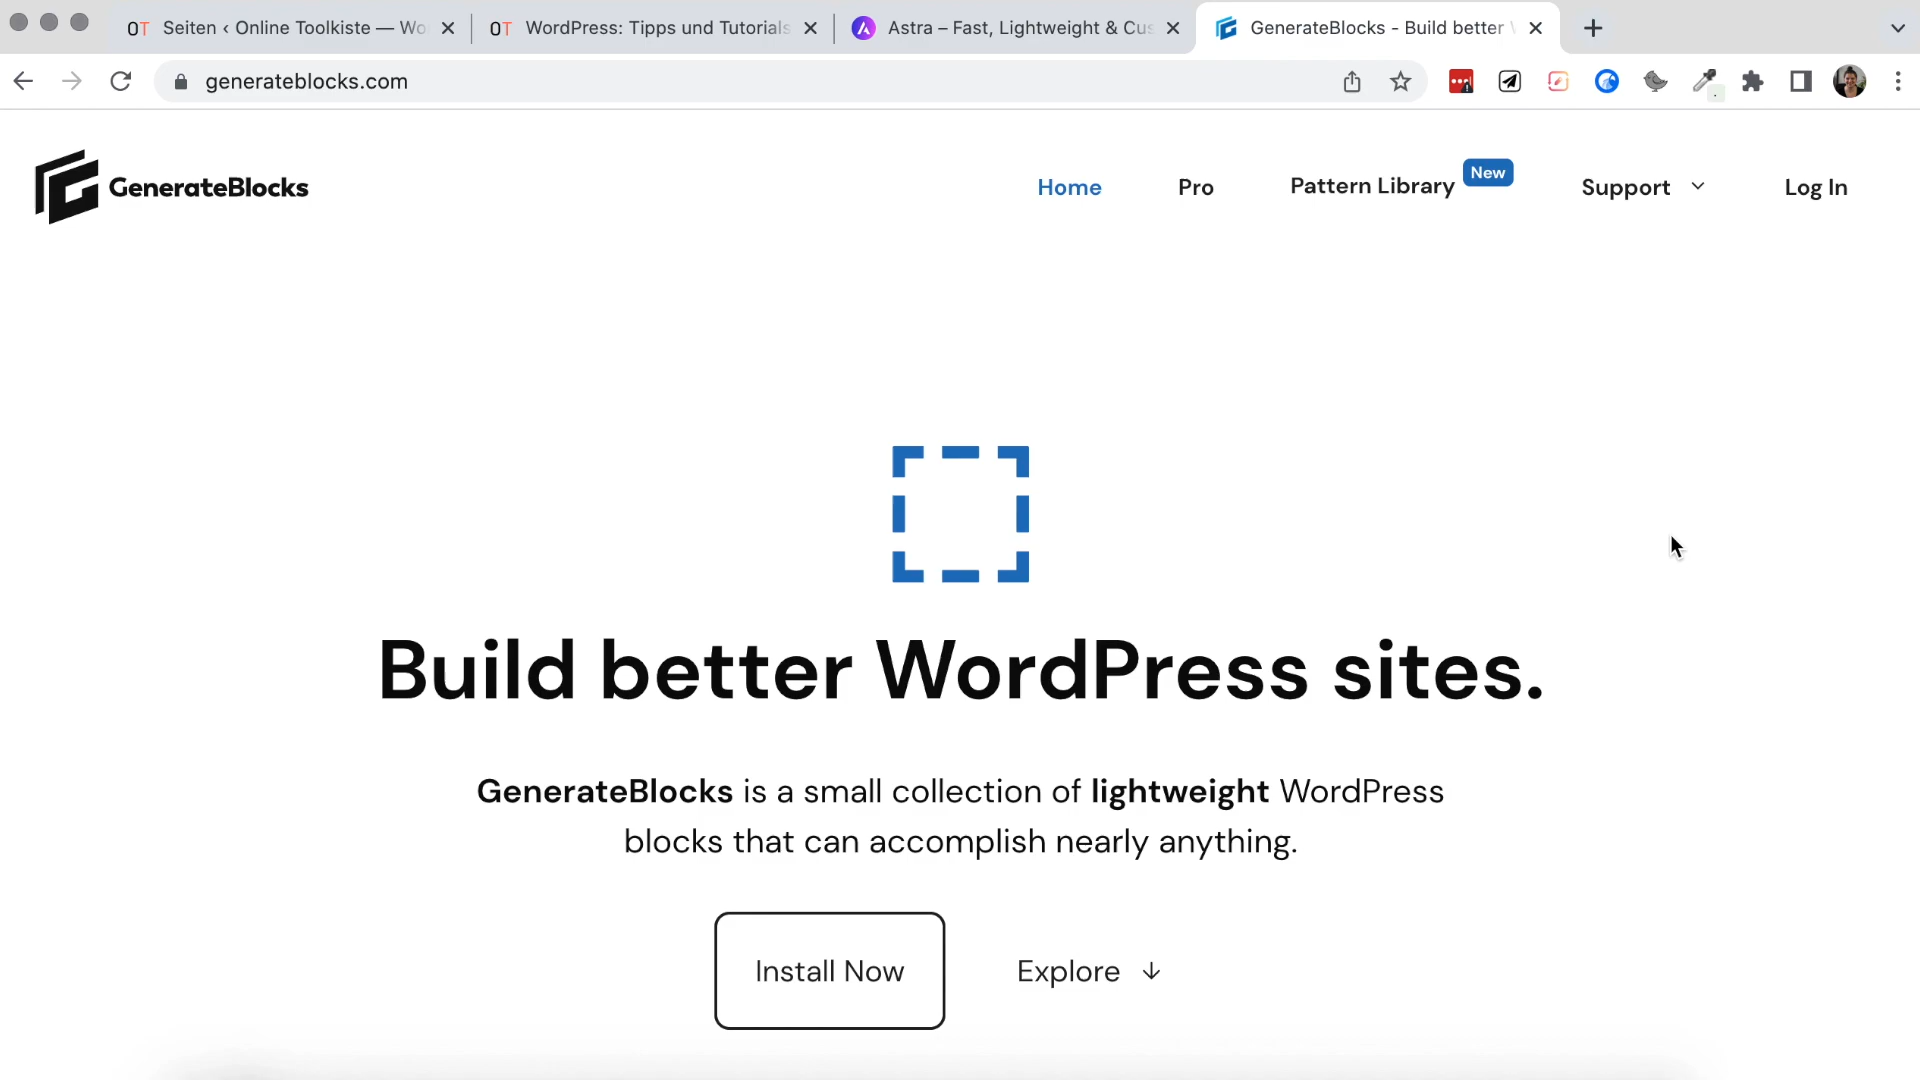 OT Seiten ‹ Online Toolkiste — Wo
OT WordPress: Tipps und Tutorials
Astra – Fast, Lightweight & Cus
GenerateBlocks - Build better
generateblocks.com
GenerateBlocks
Home
Pro
Pattern Library New
Support
Log In
Build better WordPress sites.
GenerateBlocks is a small collection of lightweight WordPress
blocks that can accomplish nearly anything.
Install Now
Explore ↓